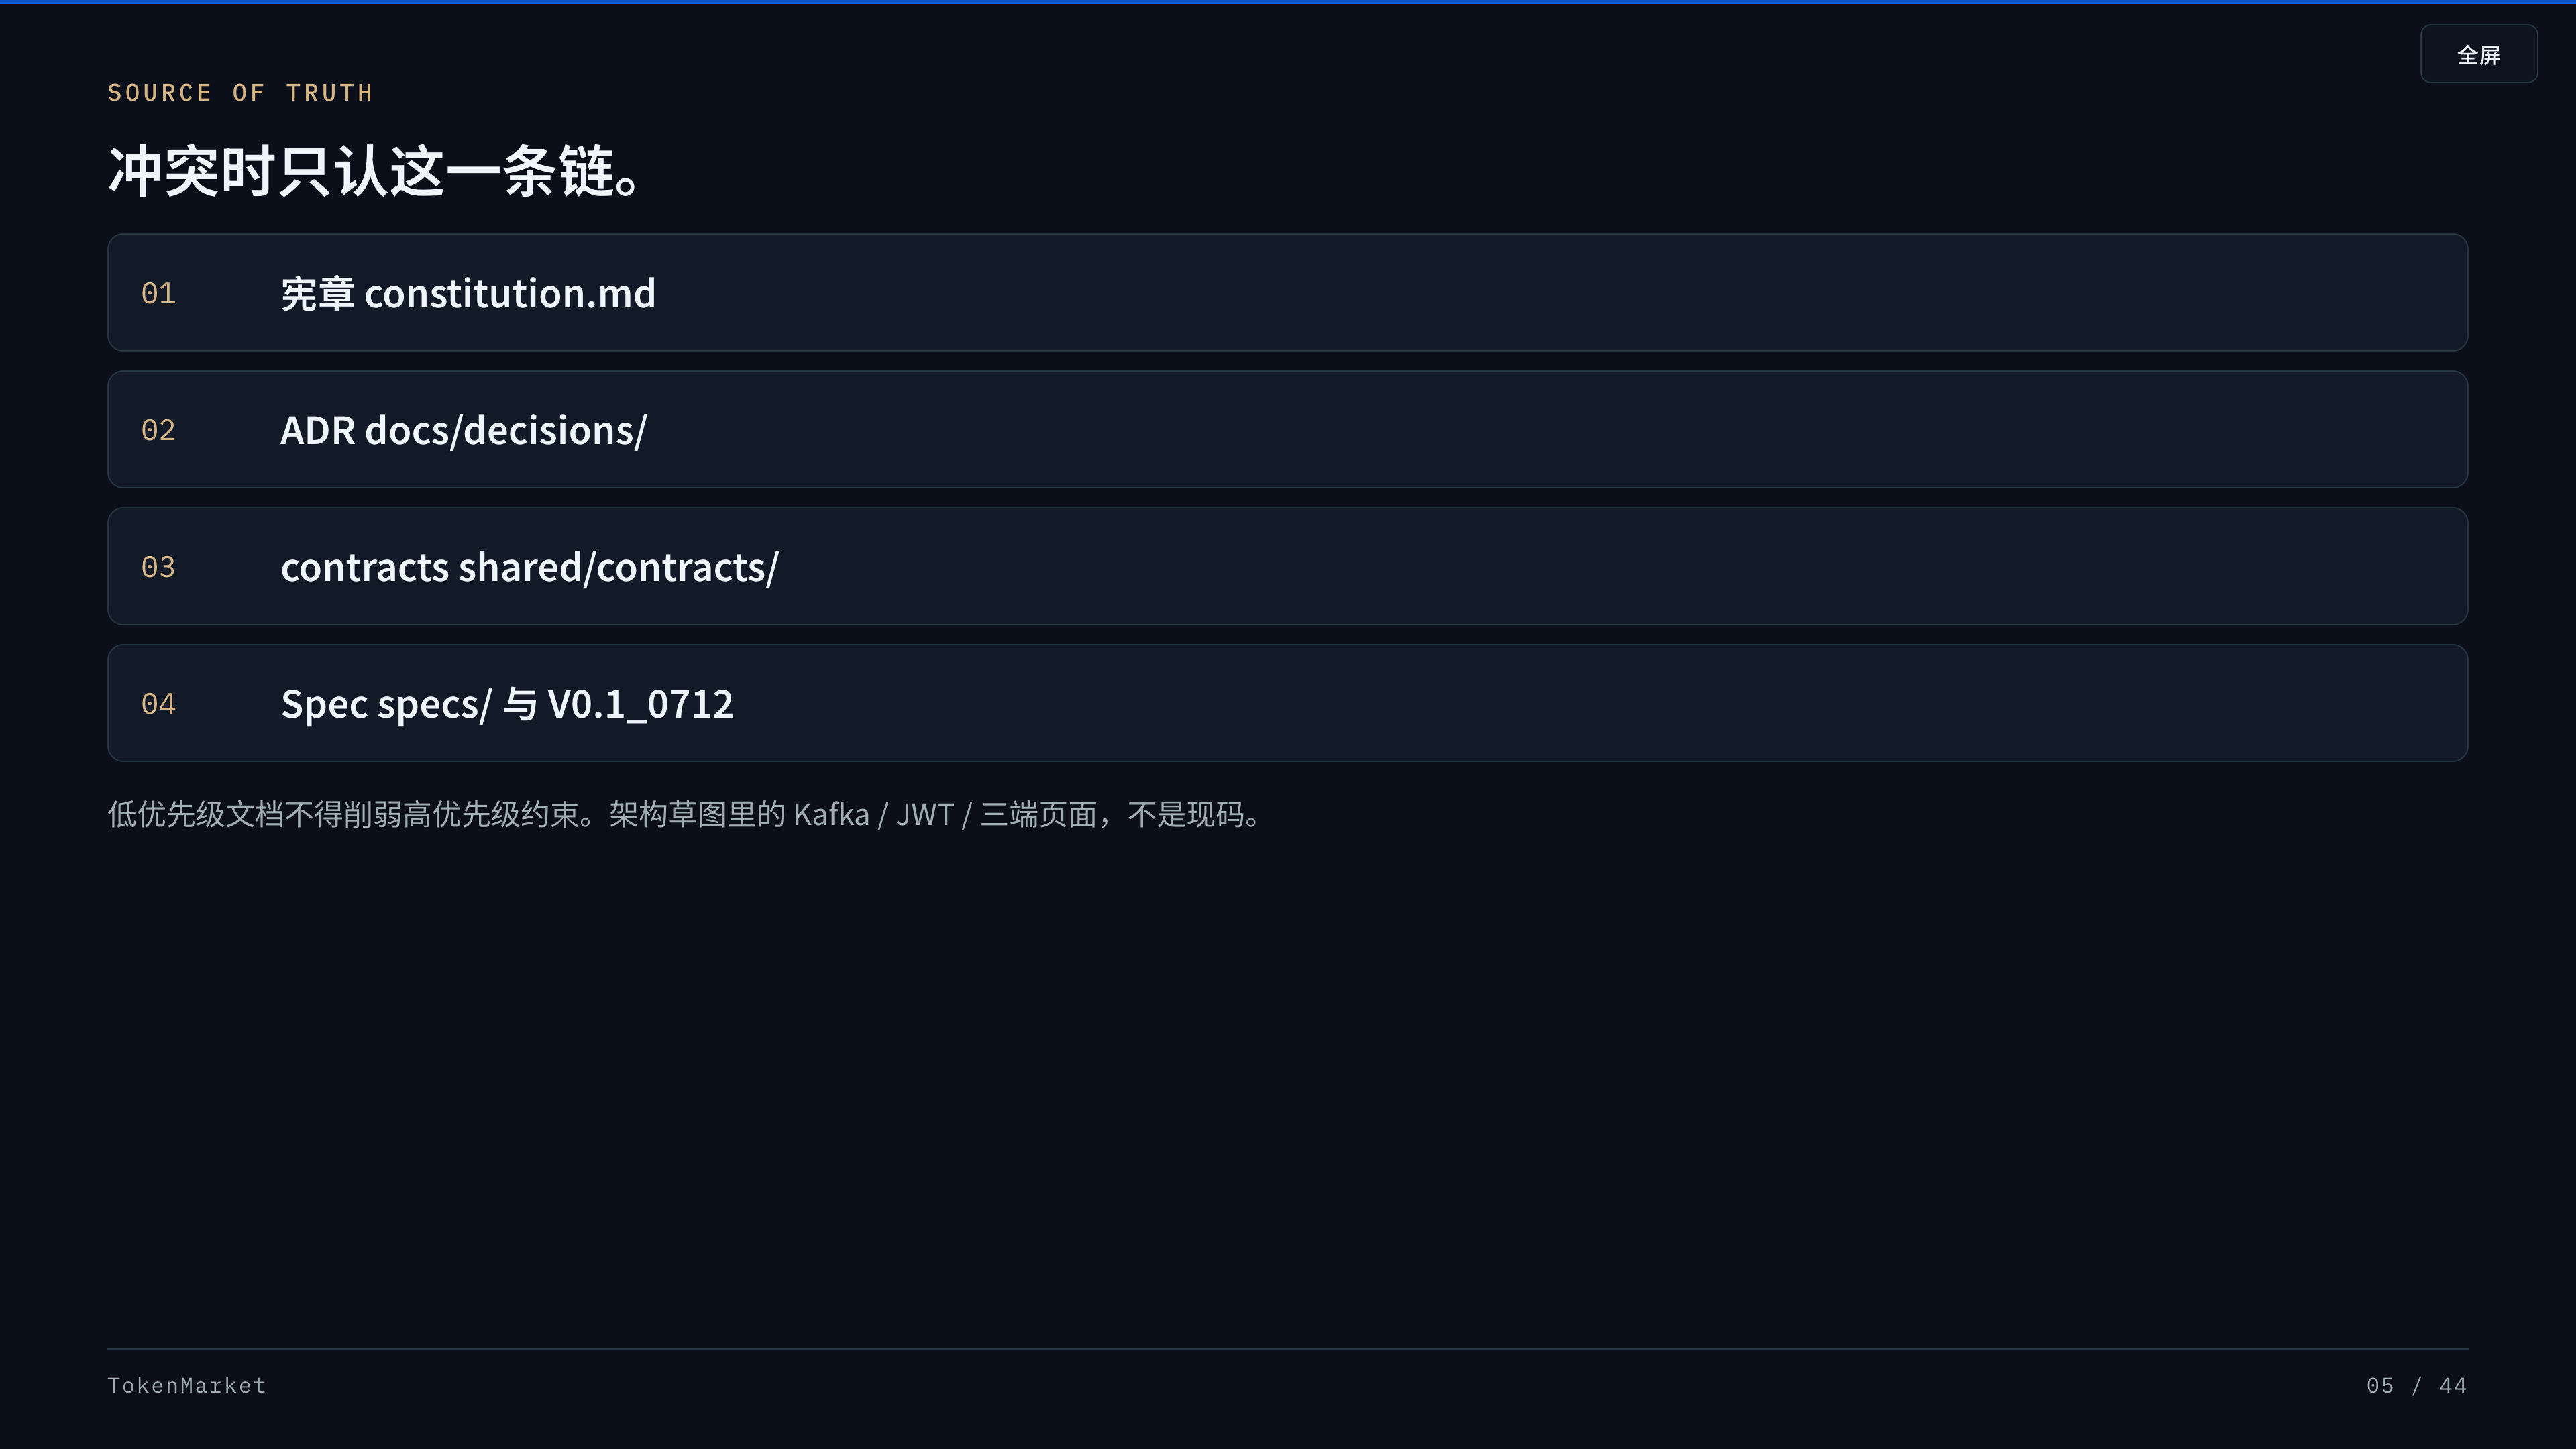 全屏
SOURCE OF TRUTH
冲突时只认这一条链。
01 宪章 constitution.md
02 ADR docs/decisions/
03 contracts shared/contracts/
04 Spec specs/ 与 V0.1_0712
低优先级文档不得削弱高优先级约束。架构草图里的 Kafka / JWT / 三端页面，不是现码。
TokenMarket 05 / 44